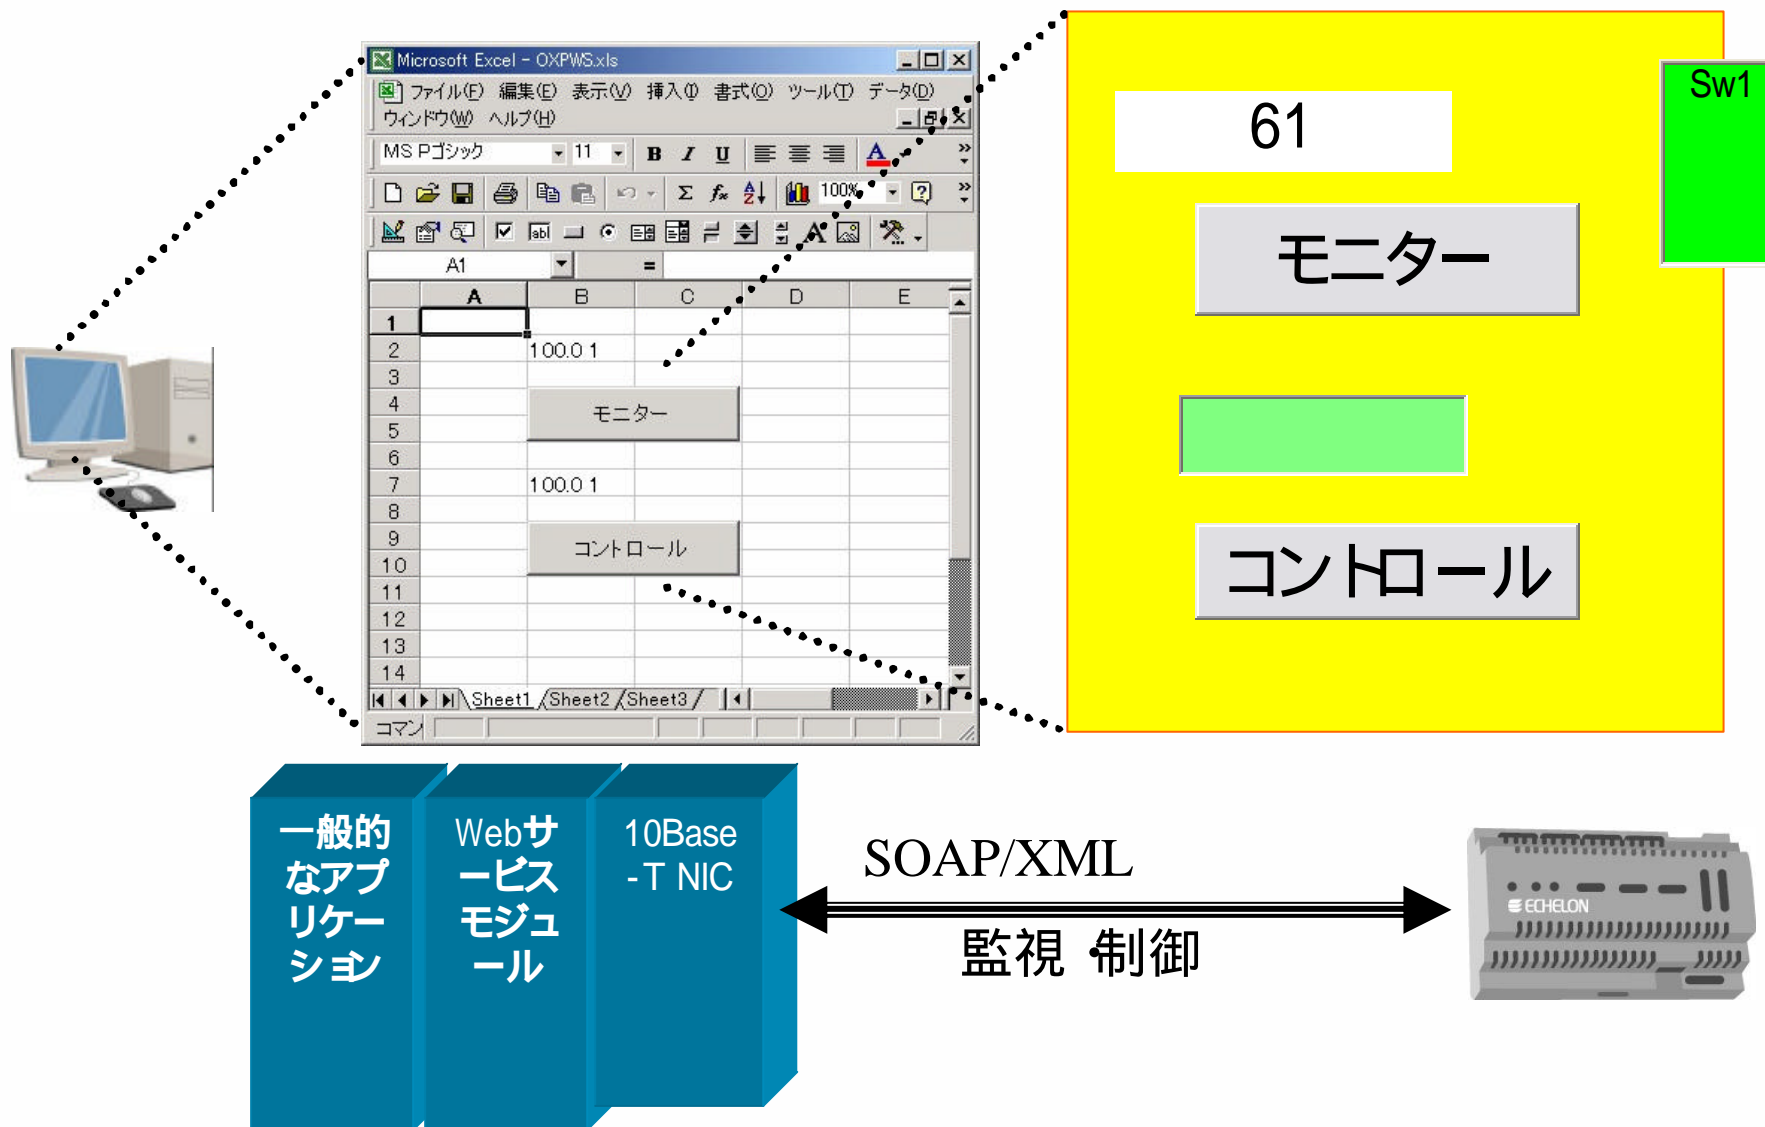 Microsoft Excel - OXPWS.xls
ファイル(F) 編集(E) 表示(V) 挿入(I) 書式(O) ツール(T) データ(D)
ウィンドウ(W) ヘルプ(H)
MS Pゴシック 11 B I U A
Σ fx 100%
A1 =
A B C D E
1
2 100.0 1
3
4
モニター
5
6
7 100.0 1
8
9
コントロール
10
11
12
13
14
Sheet1 Sheet2 Sheet3
コマン
61
Sw1
モニター
コントロール
一般的
なアプ
リケー
ション
Webサ
ービス
モジュ
ール
10Base
-T NIC
SOAP/XML
監視・制御
ECHELON